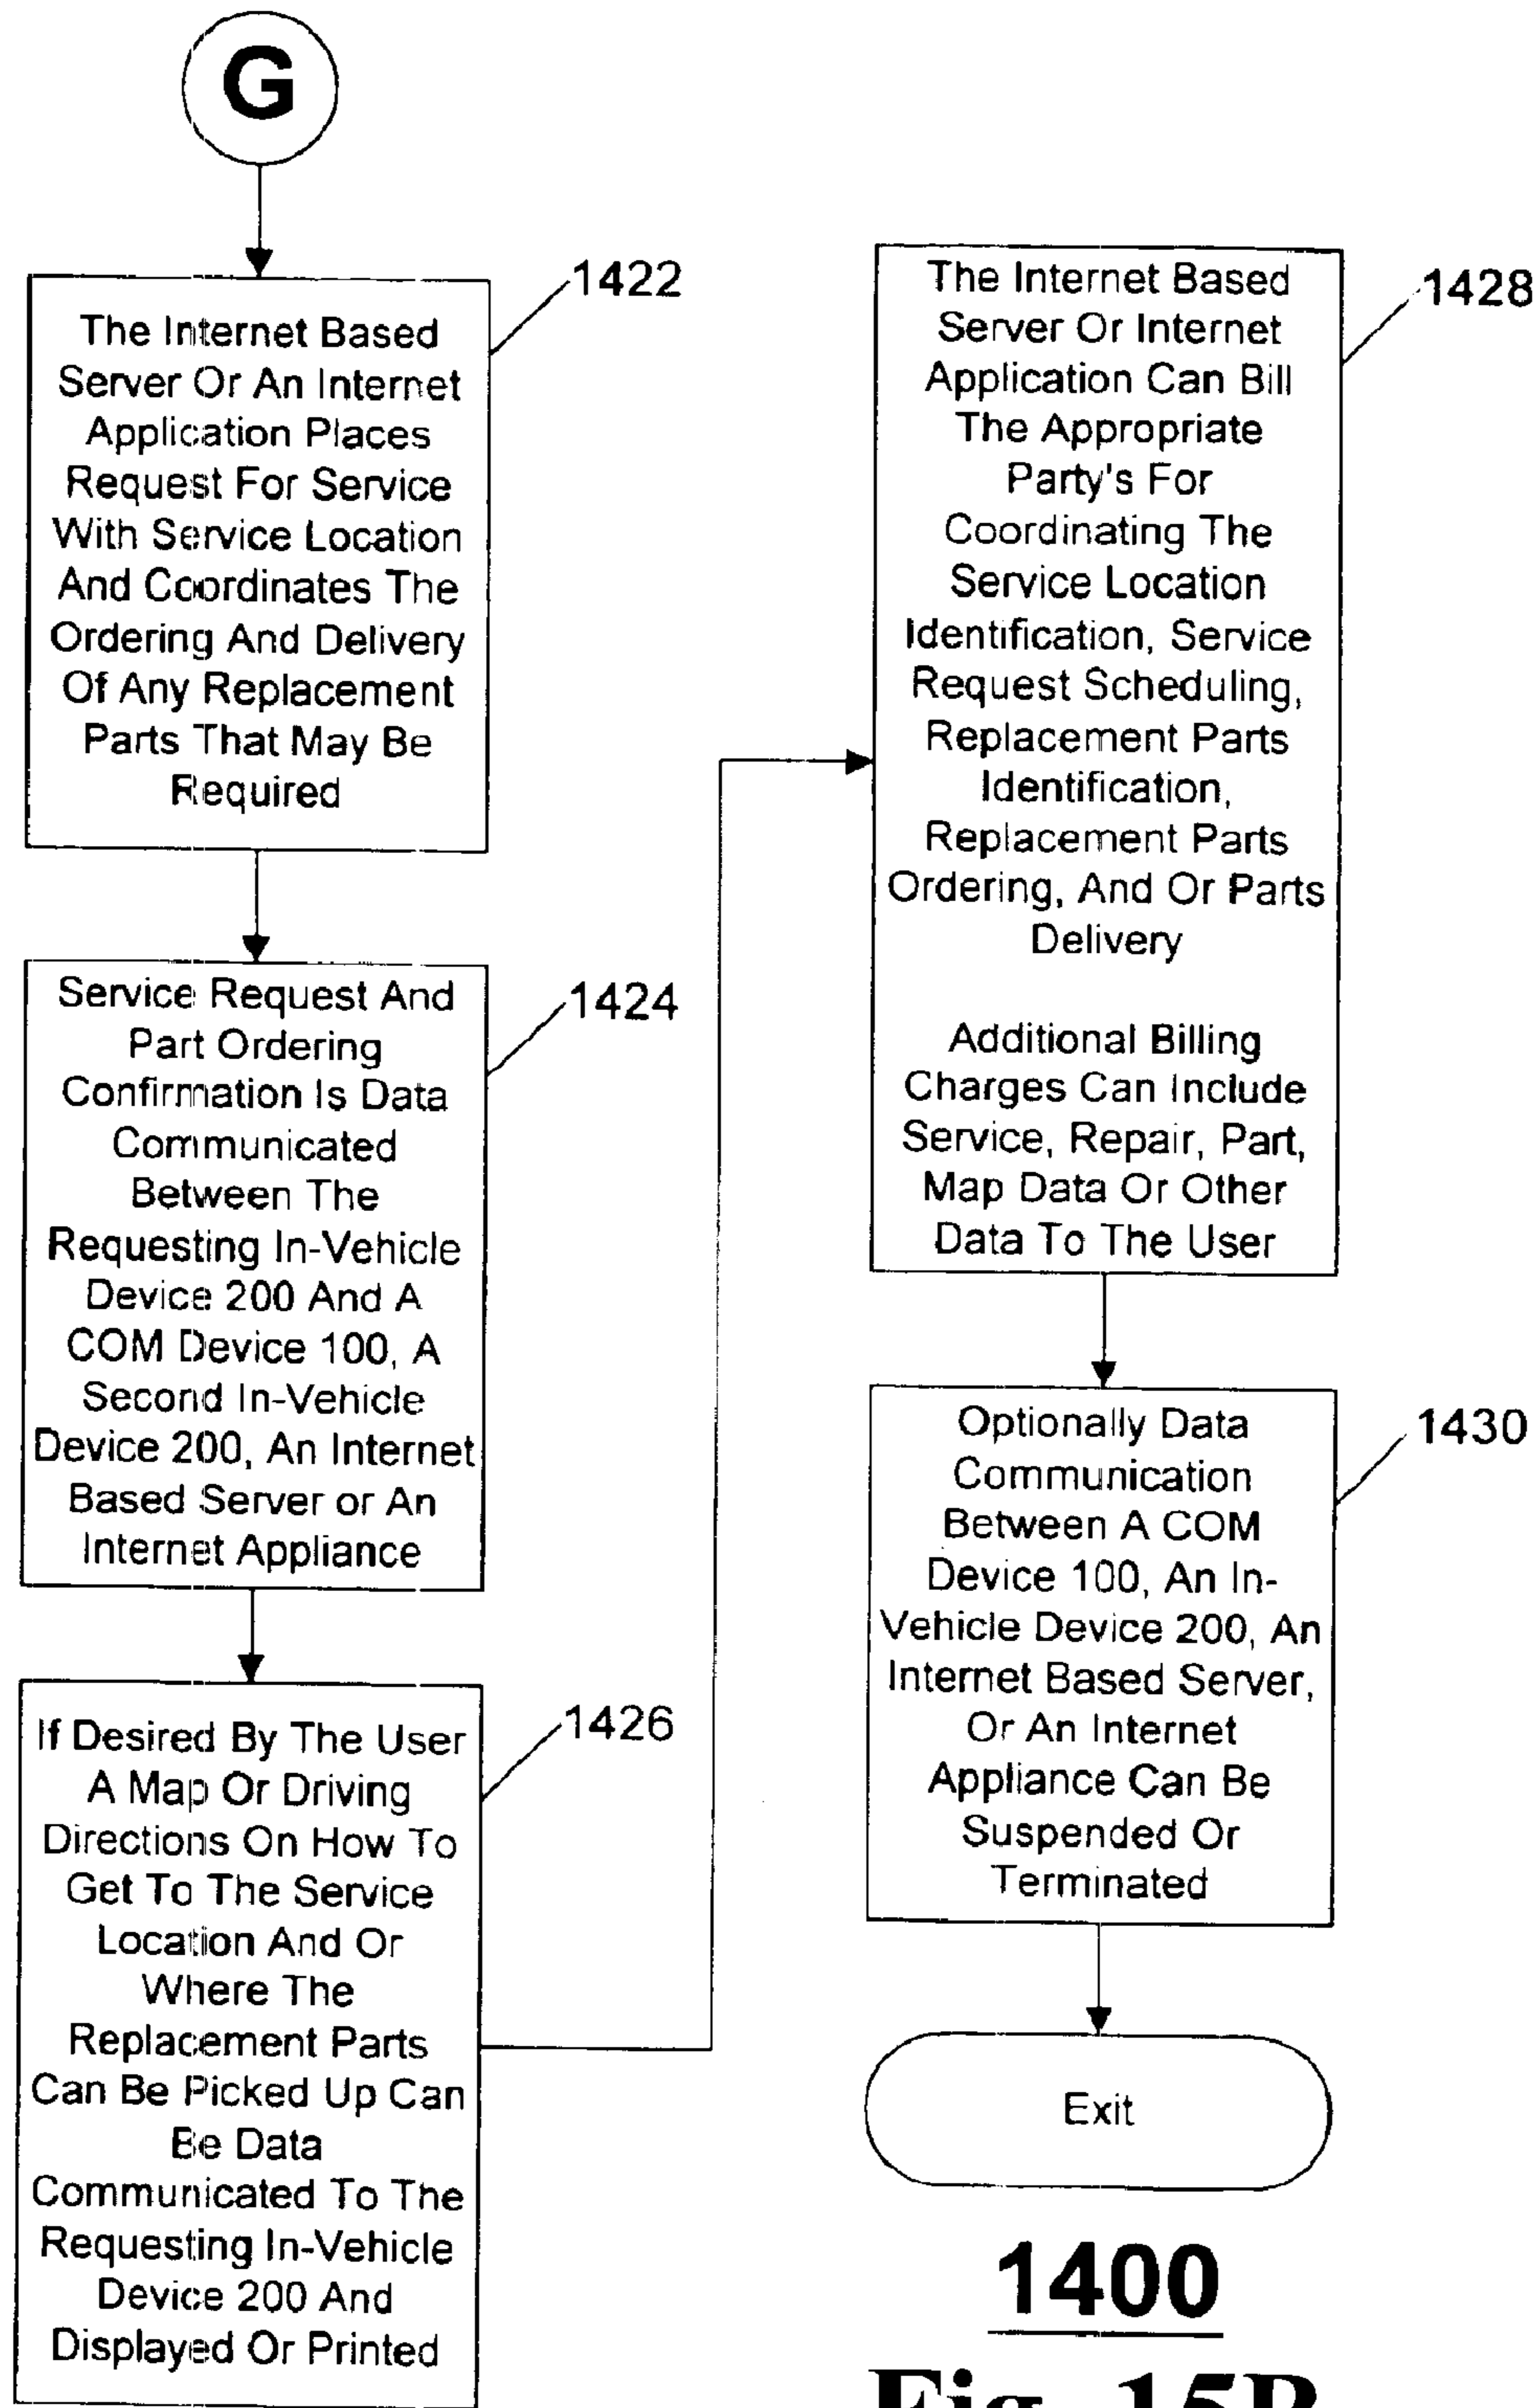 G
1422
The Internet Based
Server Or An Internet
Application Places
Request For Service
With Service Location
And Coordinates The
Ordering And Delivery
Of Any Replacement
Parts That May Be
Required
1424
Service Request And
Part Ordering
Confirmation Is Data
Communicated
Between The
Requesting In-Vehicle
Device 200 And A
COM Device 100, A
Second In-Vehicle
Device 200, An Internet
Based Server or An
Internet Appliance
1426
If Desired By The User
A Map Or Driving
Directions On How To
Get To The Service
Location And Or
Where The
Replacement Parts
Can Be Picked Up Can
Be Data
Communicated To The
Requesting In-Vehicle
Device 200 And
Displayed Or Printed
1428
The Internet Based
Server Or Internet
Application Can Bill
The Appropriate
Party's For
Coordinating The
Service Location
Identification, Service
Request Scheduling,
Replacement Parts
Identification,
Replacement Parts
Ordering, And Or Parts
Delivery
Additional Billing
Charges Can Include
Service, Repair, Part,
Map Data Or Other
Data To The User
1430
Optionally Data
Communication
Between A COM
Device 100, An In-
Vehicle Device 200, An
Internet Based Server,
Or An Internet
Appliance Can Be
Suspended Or
Terminated
Exit
1400
Fig. 15B